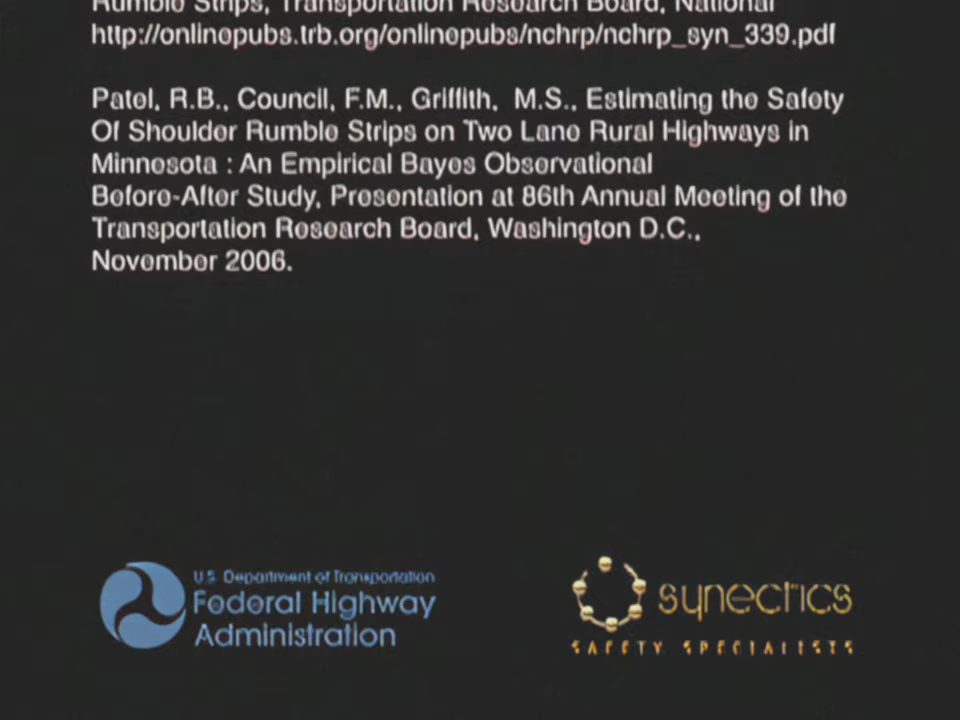 Rumble Strips, Transportation Research Board, National
http://onlinepubs.trb.org/onlinepubs/nchrp/nchrp_syn_339.pdf
Patel, R.B., Council, F.M., Griffith, M.S., Estimating the Safety
Of Shoulder Rumble Strips on Two Lane Rural Highways in
Minnesota : An Empirical Bayes Observational
Before-After Study, Presentation at 86th Annual Meeting of the
Transportation Research Board, Washington D.C.,
November 2006.
U.S. Department of Transportation
Federal Highway
Administration
synectics
SAFETY SPECIALISTS